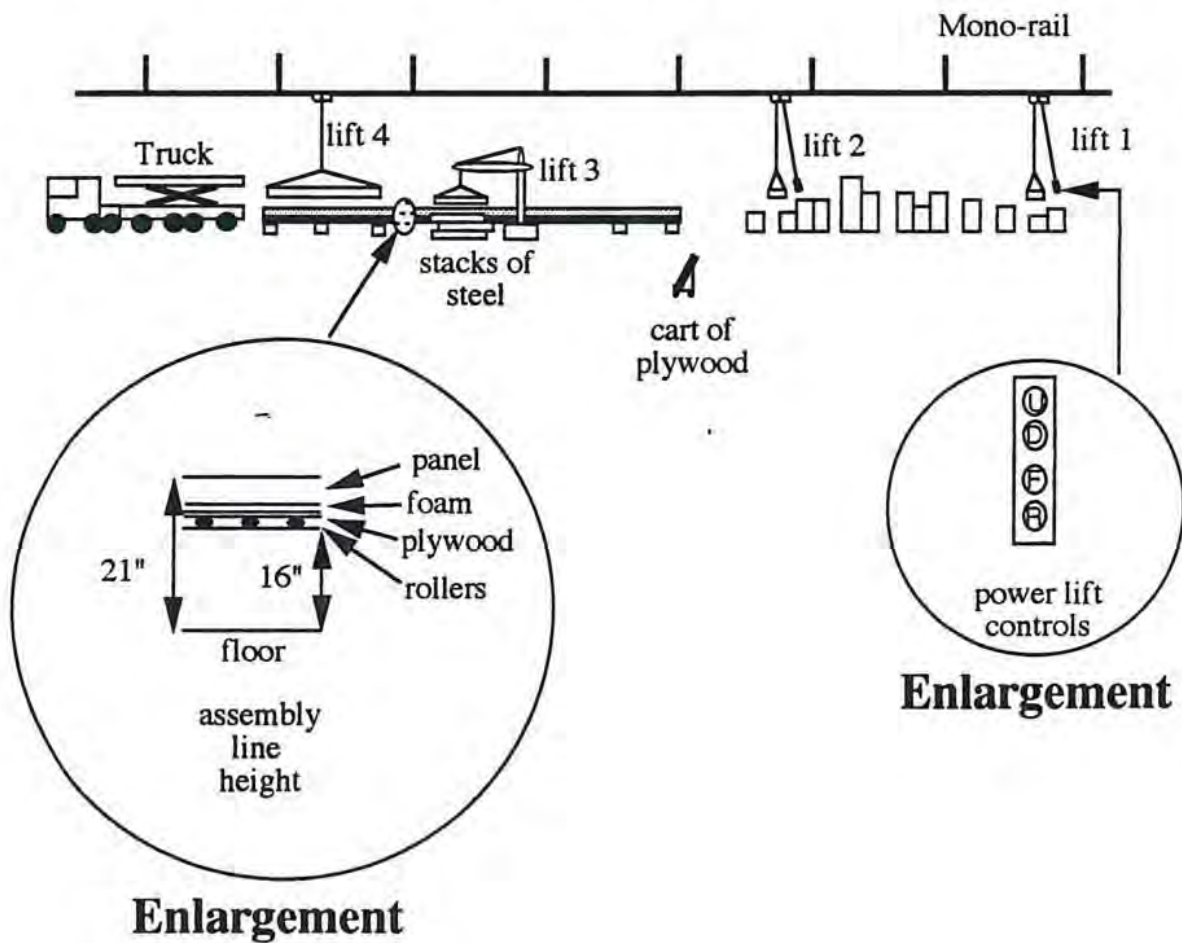 Mono-rail
lift 4
Truck
lift 3
lift 2
lift 1
stacks of
steel
cart of
plywood
panel
foam
plywood
rollers
21"
16"
floor
assembly
line
height
Enlargement
U
D
F
R
power lift
controls
Enlargement